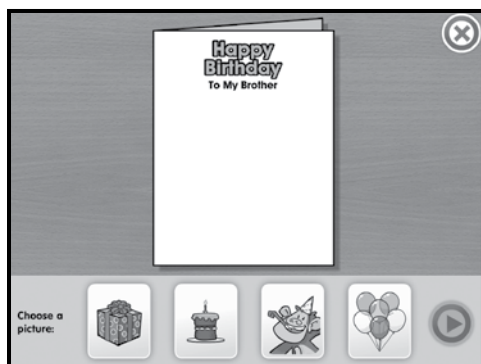 Happy
Birthday
To My Brother
Choose a
picture: